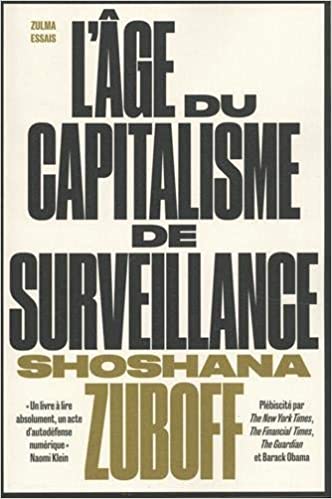 ZULMA
ESSAIS
L'ÂGE DU
CAPITALISME
DE
SURVEILLANCE
SHOSHANA
ZUBOFF
« Un livre à lire
absolument, un acte
d'autodéfense
numérique »
Naomi Klein
Plébiscité par
The New York Times,
The Financial Times,
The Guardian
et Barack Obama